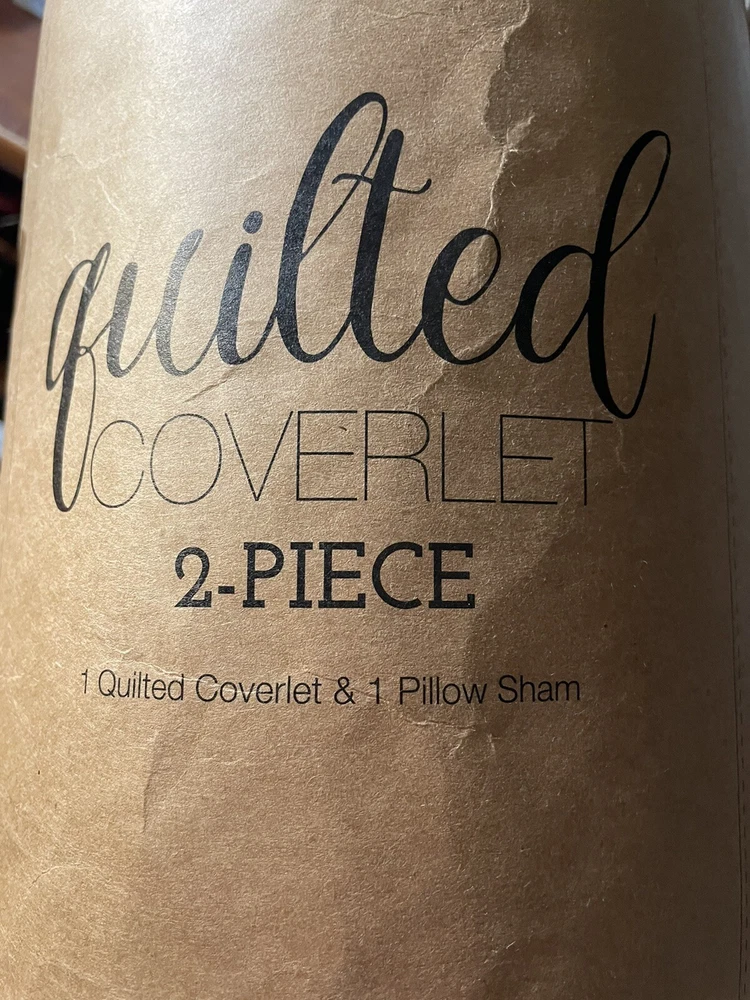 quilted
COVERLET
2-PIECE
1 Quilted Coverlet & 1 Pillow Sham